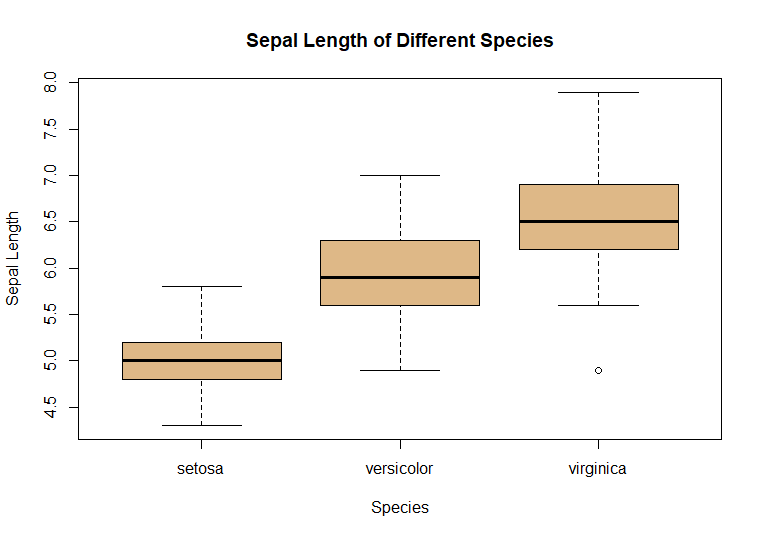 Sepal Length of Different Species
Sepal Length
8.0
7.5
7.0
6.5
6.0
5.5
5.0
4.5
setosa versicolor virginica
Species